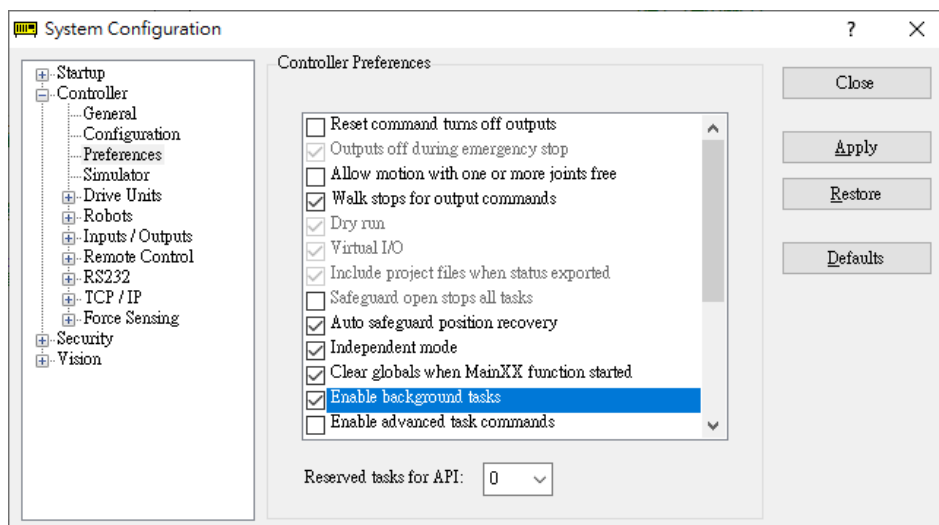 System Configuration
?
Startup
Controller
General
Configuration
Preferences
Simulator
Drive Units
Robots
Inputs / Outputs
Remote Control
RS232
TCP / IP
Force Sensing
Security
Vision
Controller Preferences
Reset command turns off outputs
Outputs off during emergency stop
Allow motion with one or more joints free
Walk stops for output commands
Dry run
Virtual I/O
Include project files when status exported
Safeguard open stops all tasks
Auto safeguard position recovery
Independent mode
Clear globals when MainXX function started
Enable background tasks
Enable advanced task commands
Reserved tasks for API:
0
Close
Apply
Restore
Defaults